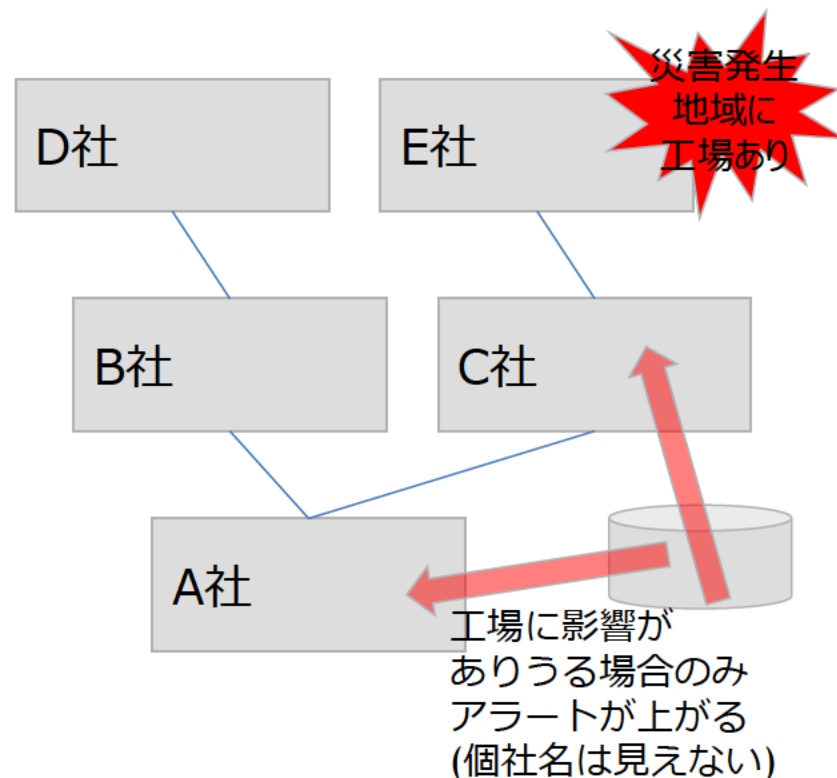 D社
E社
災害発生
地域に
工場あり
B社
C社
A社
工場に影響が
ありうる場合のみ
アラートが上がる
(個社名は見えない)